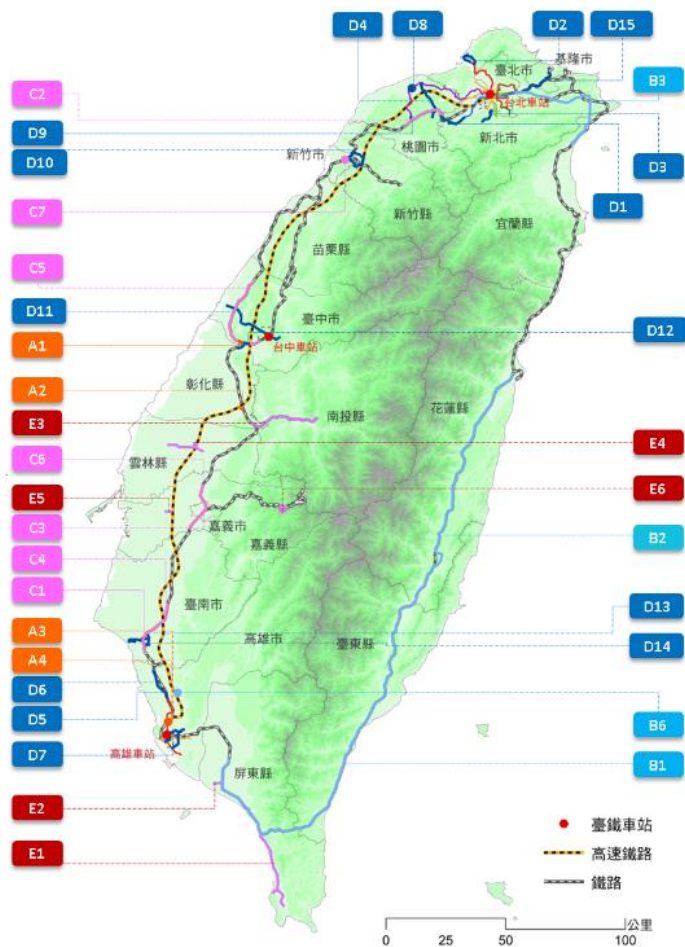 D4
D8
D2
D15
基隆市
臺北市
B3
C2
台北車站
D9
桃園市
新北市
新竹市
D10
D3
D1
C7
新竹縣
宜蘭縣
苗栗縣
C5
D11
臺中市
D12
A1
台中車站
A2
彰化縣
花蓮縣
南投縣
E3
E4
C6
雲林縣
E5
E6
C3
嘉義市
B2
嘉義縣
C4
C1
臺南市
D13
A3
高雄市
臺東縣
D14
A4
D6
D5
B6
D7
高雄車站
B1
屏東縣
E2
臺鐵車站
E1
高速鐵路
鐵路
公里
0 25 50 100